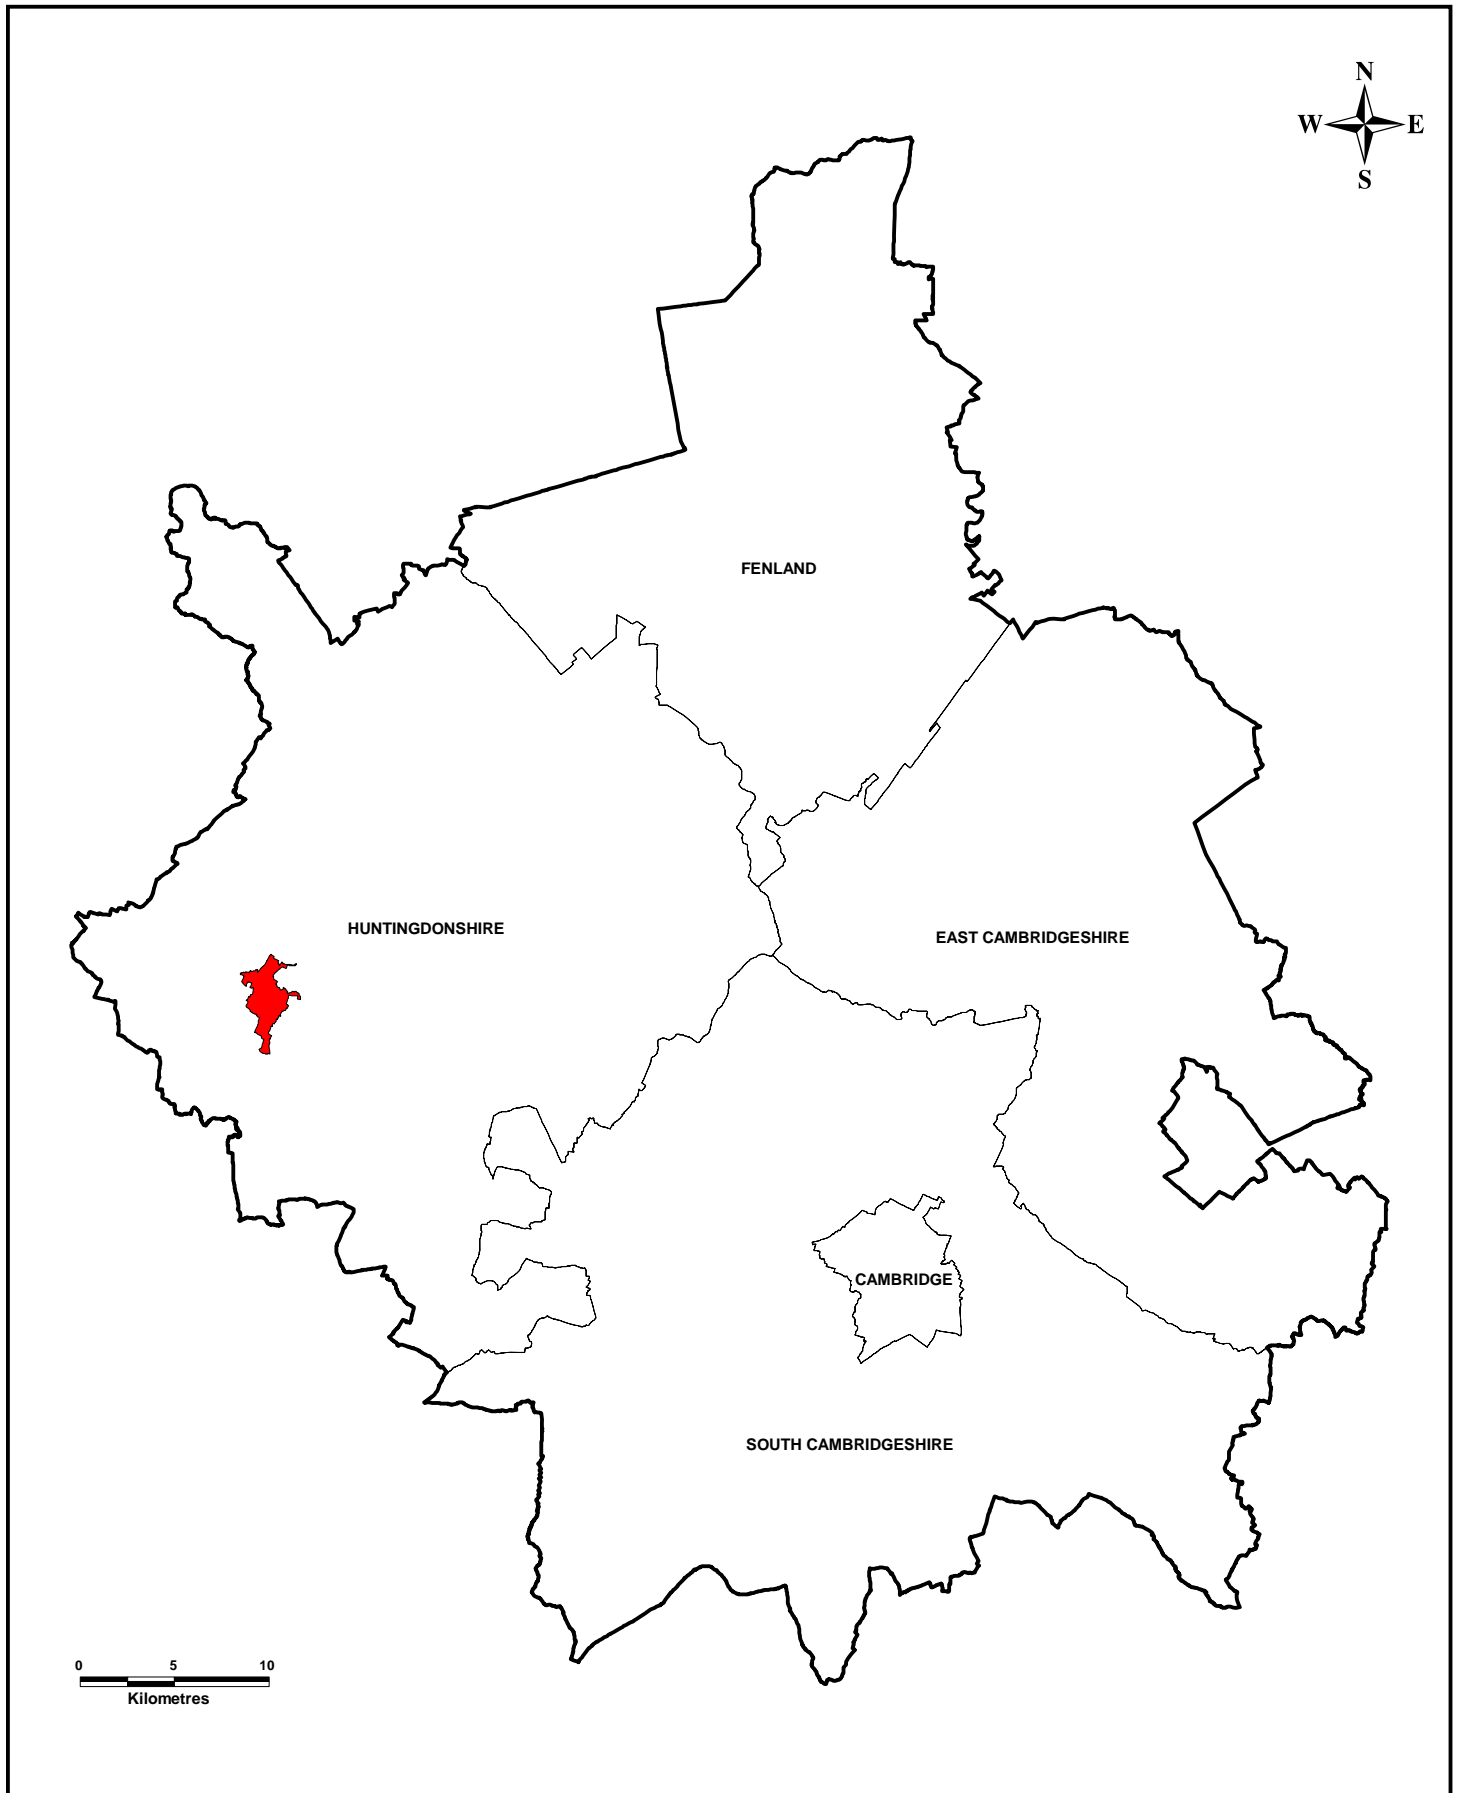 N
W E
S
FENLAND
HUNTINGDONSHIRE
EAST CAMBRIDGESHIRE
CAMBRIDGE
SOUTH CAMBRIDGESHIRE
0 5 10
Kilometres